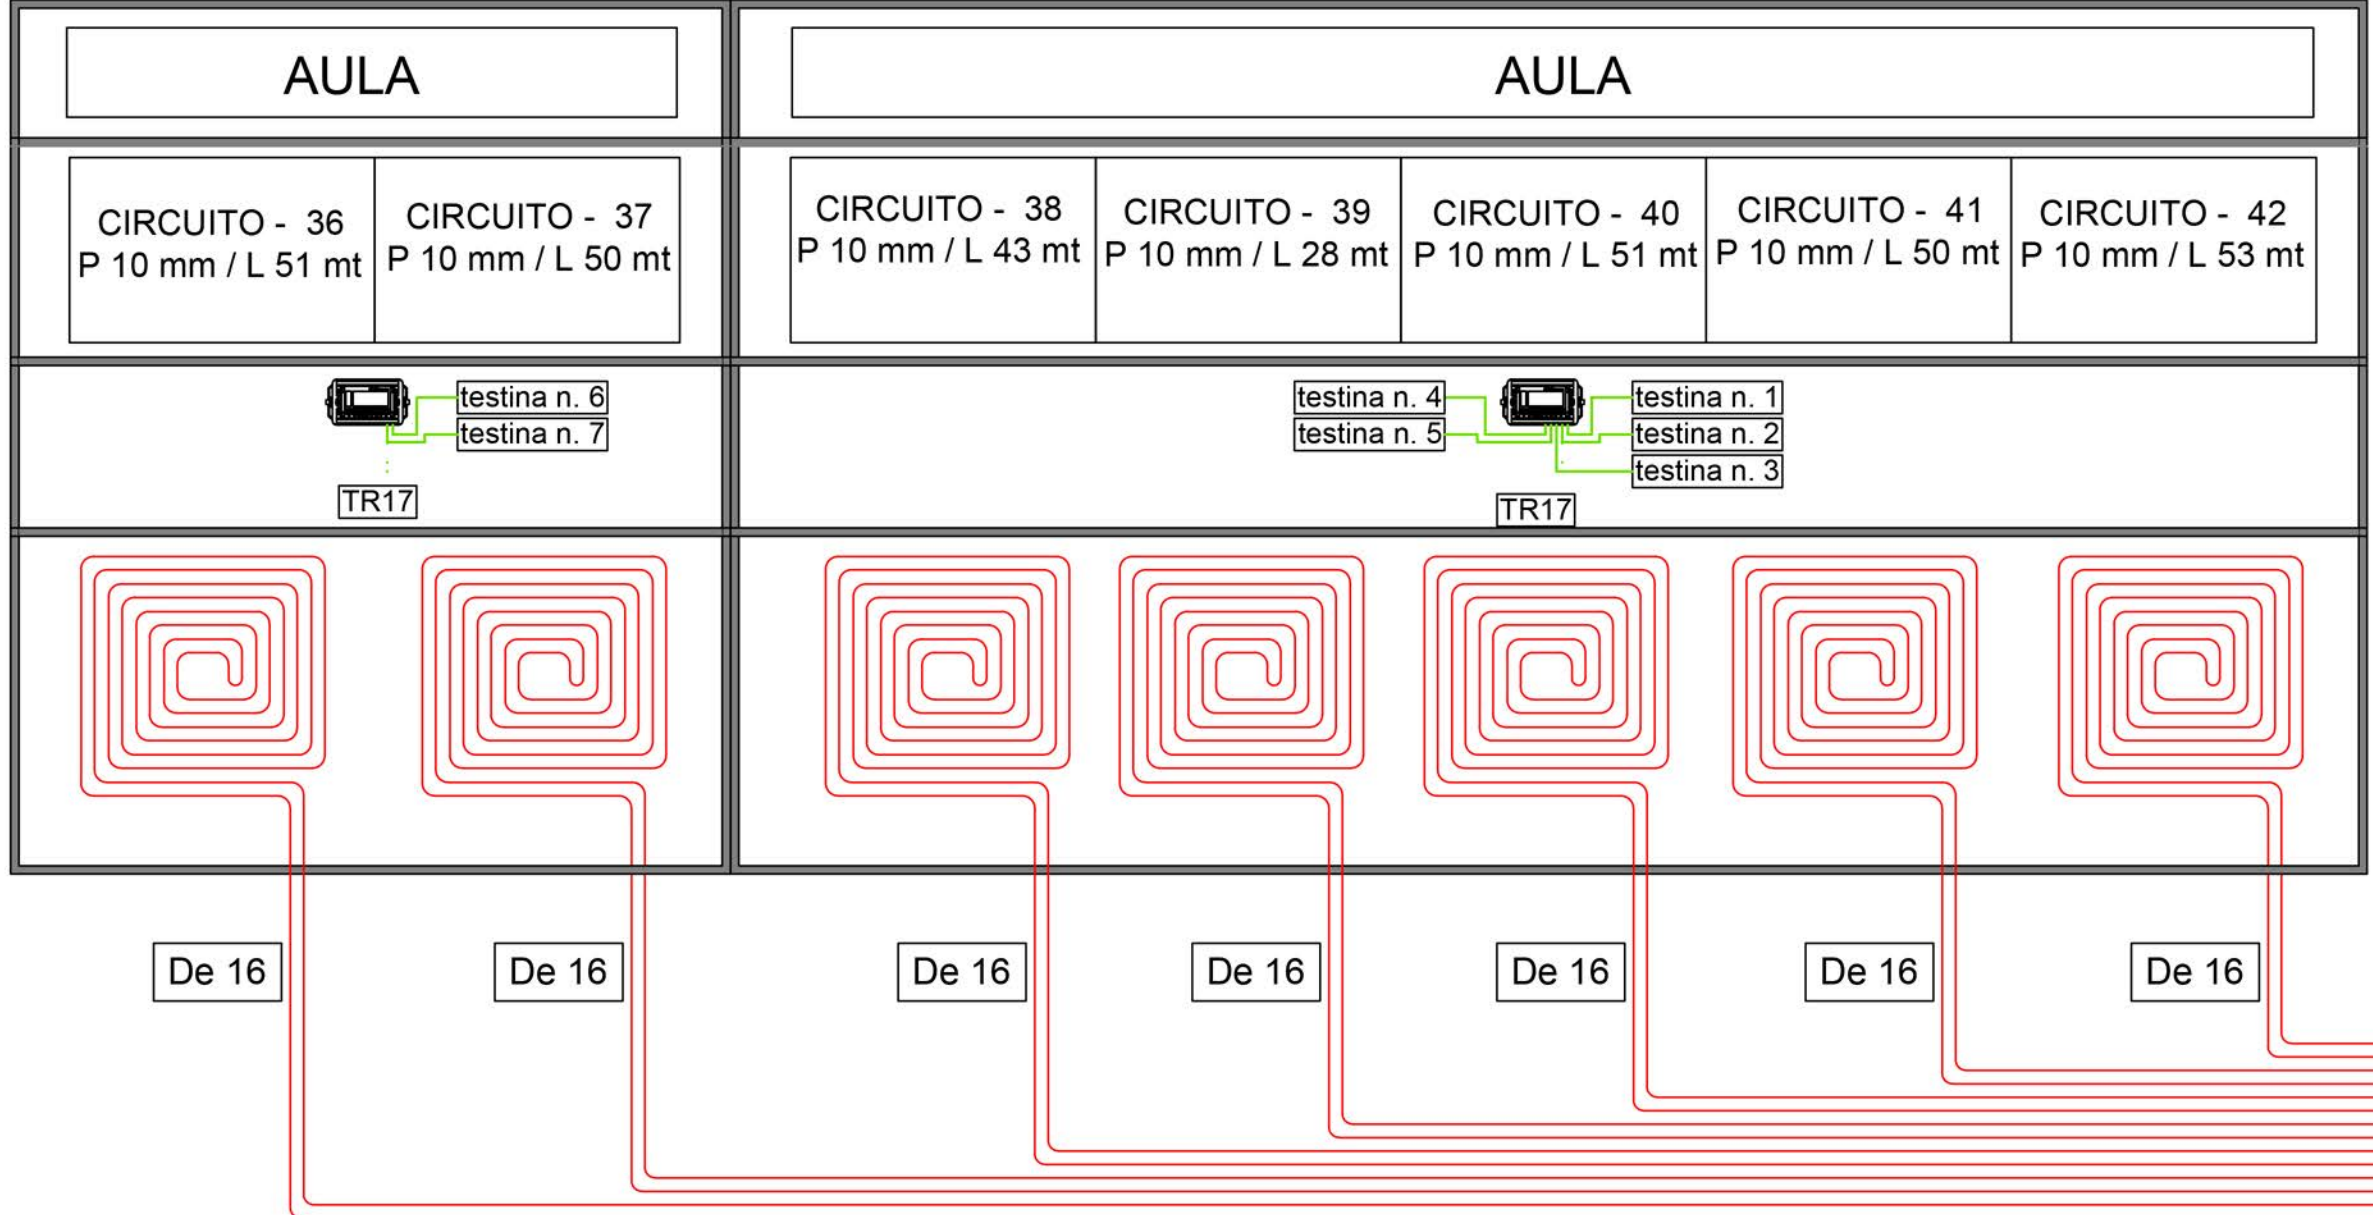 AULA
AULA
CIRCUITO - 36
P 10 mm / L 51 mt
CIRCUITO - 37
P 10 mm / L 50 mt
CIRCUITO - 38
P 10 mm / L 43 mt
CIRCUITO - 39
P 10 mm / L 28 mt
CIRCUITO - 40
P 10 mm / L 51 mt
CIRCUITO - 41
P 10 mm / L 50 mt
CIRCUITO - 42
P 10 mm / L 53 mt
testina n. 6
testina n. 7
TR17
testina n. 4
testina n. 5
testina n. 1
testina n. 2
testina n. 3
TR17
De 16
De 16
De 16
De 16
De 16
De 16
De 16